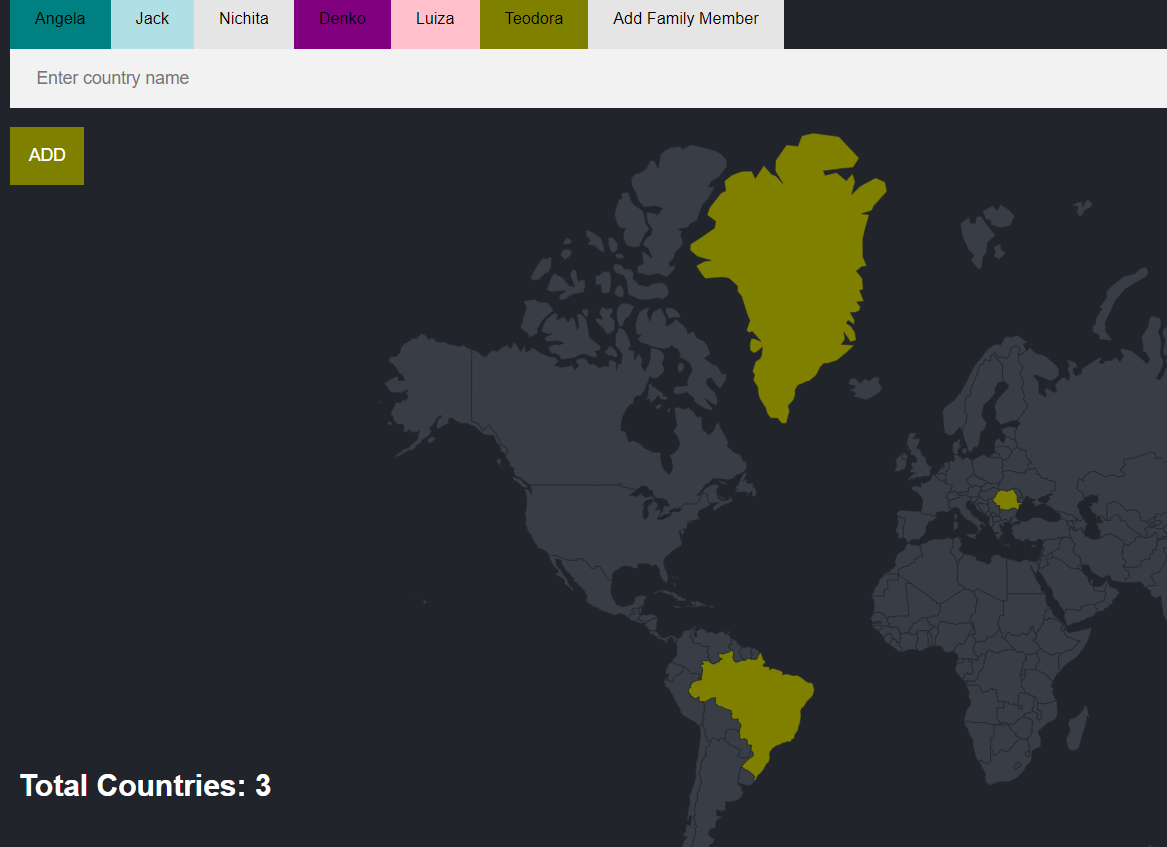 Angela Jack Nichita Denko Luiza Teodora Add Family Member
Enter country name
ADD
Total Countries: 3